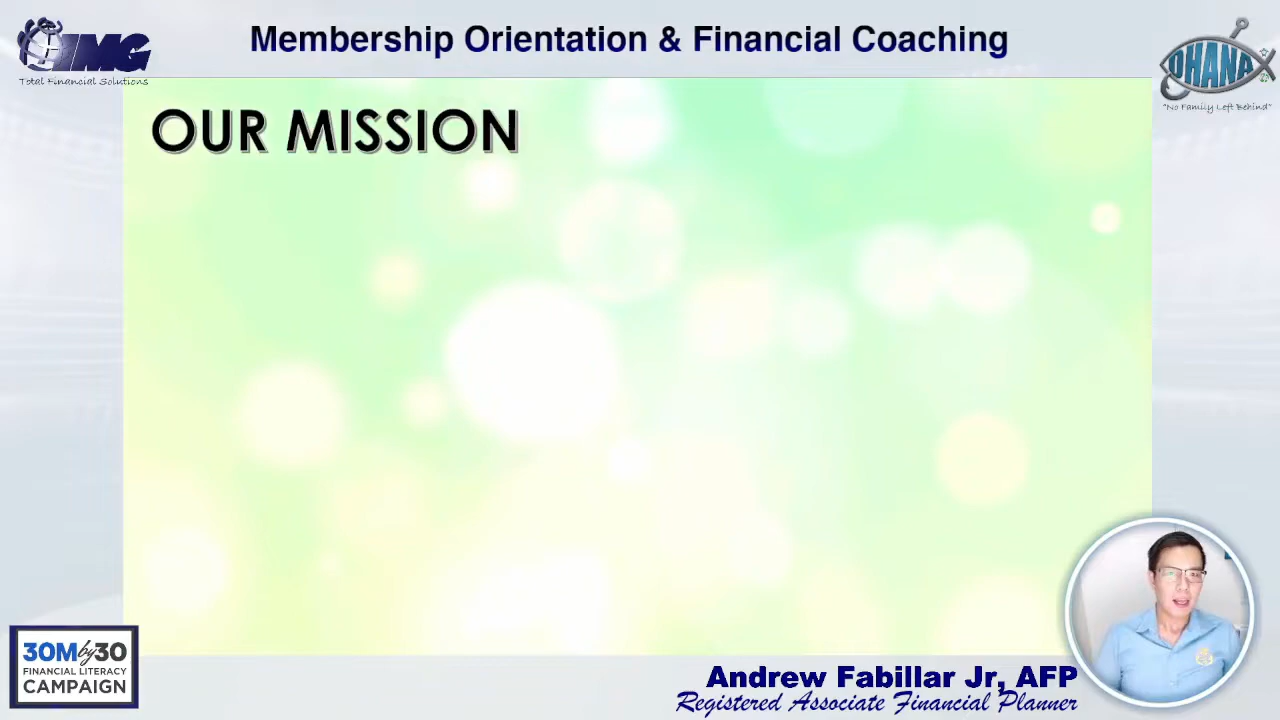 IMG
Total Financial Solutions
Membership Orientation & Financial Coaching
OHANA
"No Family Left Behind"
OUR MISSION
30M by 30
FINANCIAL LITERACY
CAMPAIGN
Andrew Fabillar Jr, AFP
Registered Associate Financial Planner